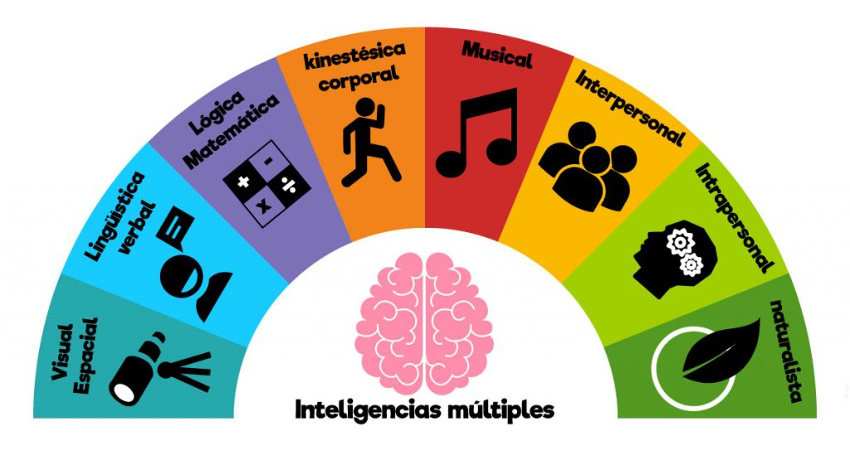 Visual
Espacial
Lingüística
verbal
Lógica
Matemática
kinestésica
corporal
Musical
Interpersonal
Intrapersonal
naturalista
Inteligencias múltiples